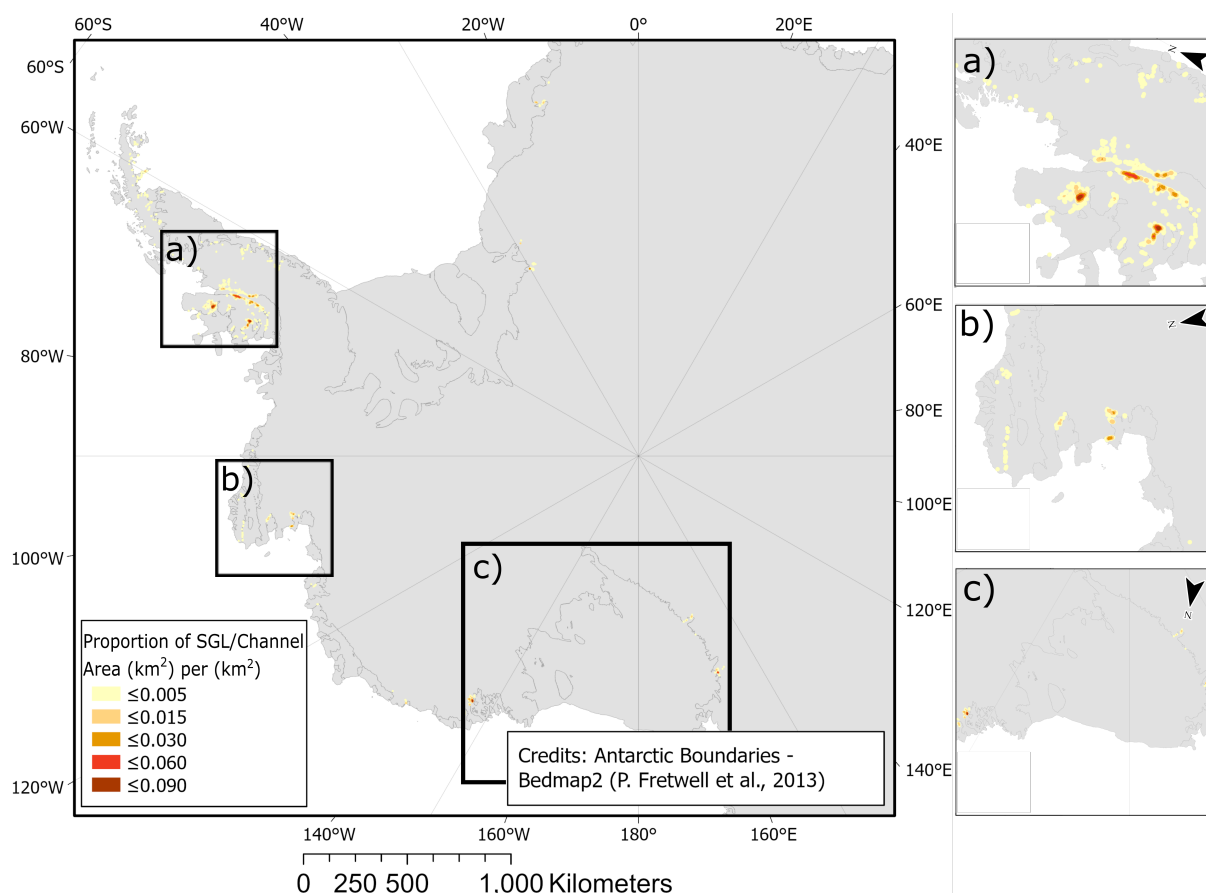 60°S 40°W 20°W 0° 20°E
60°S
60°W
80°W
100°W
120°W
40°E
60°E
80°E
100°E
120°E
140°E
140°W 160°W 180° 160°E
a)
b)
c)
Proportion of SGL/Channel
Area (km²) per (km²)
≤0.005
≤0.015
≤0.030
≤0.060
≤0.090
Credits: Antarctic Boundaries -
Bedmap2 (P. Fretwell et al., 2013)
0 250 500 1,000 Kilometers
a)
N
b)
N
c)
N